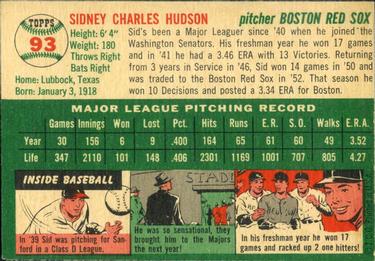 TOPPS
93
SIDNEY CHARLES HUDSON
pitcher BOSTON RED SOX
Height: 6'4"
Weight: 180
Throws Right
Bats Right
Home: Lubbock, Texas
Born: January 3, 1918
Sid's been a Major Leaguer since '40 when he joined the
Washington Senators. His freshman year he won 17 games
and in '41 he had a 3.46 ERA with 13 Victories. Returning
from 3 years in Service in '46, Sid won 14 games in '50
and was traded to the Boston Red Sox in '52. That season he
won 10 Decisions and posted a 3.34 ERA for Boston.
MAJOR LEAGUE PITCHING RECORD
Games Innings Won Lost Pct. Hits Runs E.R. S.O. Walks E.R.A.
Year 30 156 6 9 .400 164 65 61 60 49 3.52
Life 347 2110 101 148 .406 2253 1169 1001 705 807 4.27
INSIDE BASEBALL
In '39 Sid was pitching for San-
ford in a Class D League.
STADI
He was so sensational, they
brought him to the Majors
the next year!
In his freshman year he won 17
games and racked up 2 one hitters!